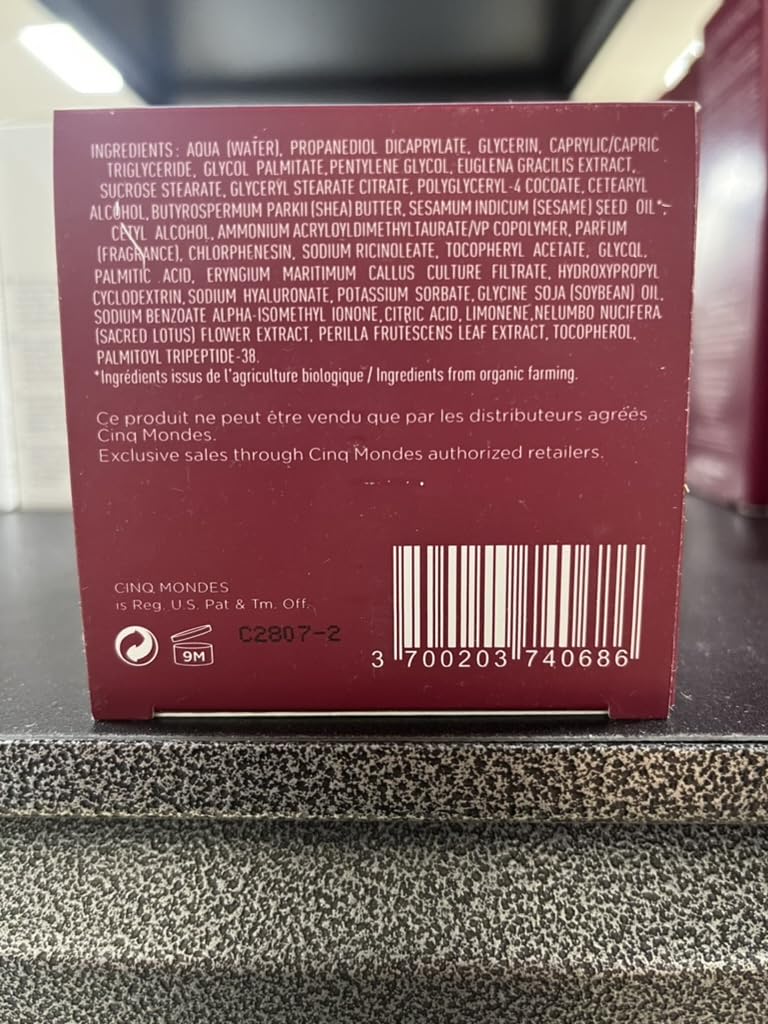 INGREDIENTS: AQUA (WATER), PROPANEDIOL DICAPRYLATE, GLYCERIN, CAPRYLIC/CAPRIC
TRIGLYCERIDE, GLYCOL PALMITATE, PENTYLENE GLYCOL, EUGLENA GRACILIS EXTRACT,
SUCROSE STEARATE, GLYCERYL STEARATE CITRATE, POLYGLYCERYL-4 COCOATE, CETEARYL
ALCOHOL, BUTYROSPERMUM PARKII (SHEA) BUTTER, SESAMUM INDICUM (SESAME) SEED OIL*,
CETYL ALCOHOL, AMMONIUM ACRYLOYLDIMETHYLTAURATE/VP COPOLYMER, PARFUM
(FRAGRANCE), CHLORPHENESIN, SODIUM RICINOLEATE, TOCOPHERYL ACETATE, GLYCOL,
PALMITIC ACID, ERYNGIUM MARITIMUM CALLUS CULTURE FILTRATE, HYDROXYPROPYL
CYCLODEXTRIN, SODIUM HYALURONATE, POTASSIUM SORBATE, GLYCINE SOJA (SOYBEAN) OIL,
SODIUM BENZOATE ALPHA-ISOMETHYL IONONE, CITRIC ACID, LIMONENE, NELUMBO NUCIFERA
(SACRED LOTUS) FLOWER EXTRACT, PERILLA FRUTESCENS LEAF EXTRACT, TOCOPHEROL,
PALMITOYL TRIPEPTIDE-38.
*Ingrédients issus de l'agriculture biologique / Ingredients from organic farming.
Ce produit ne peut être vendu que par les distributeurs agréés
Cinq Mondes.
Exclusive sales through Cinq Mondes authorized retailers.
CINQ MONDES
is Reg. U.S. Pat & Tm. Off.
9M
C2807-2
3 700203 740686